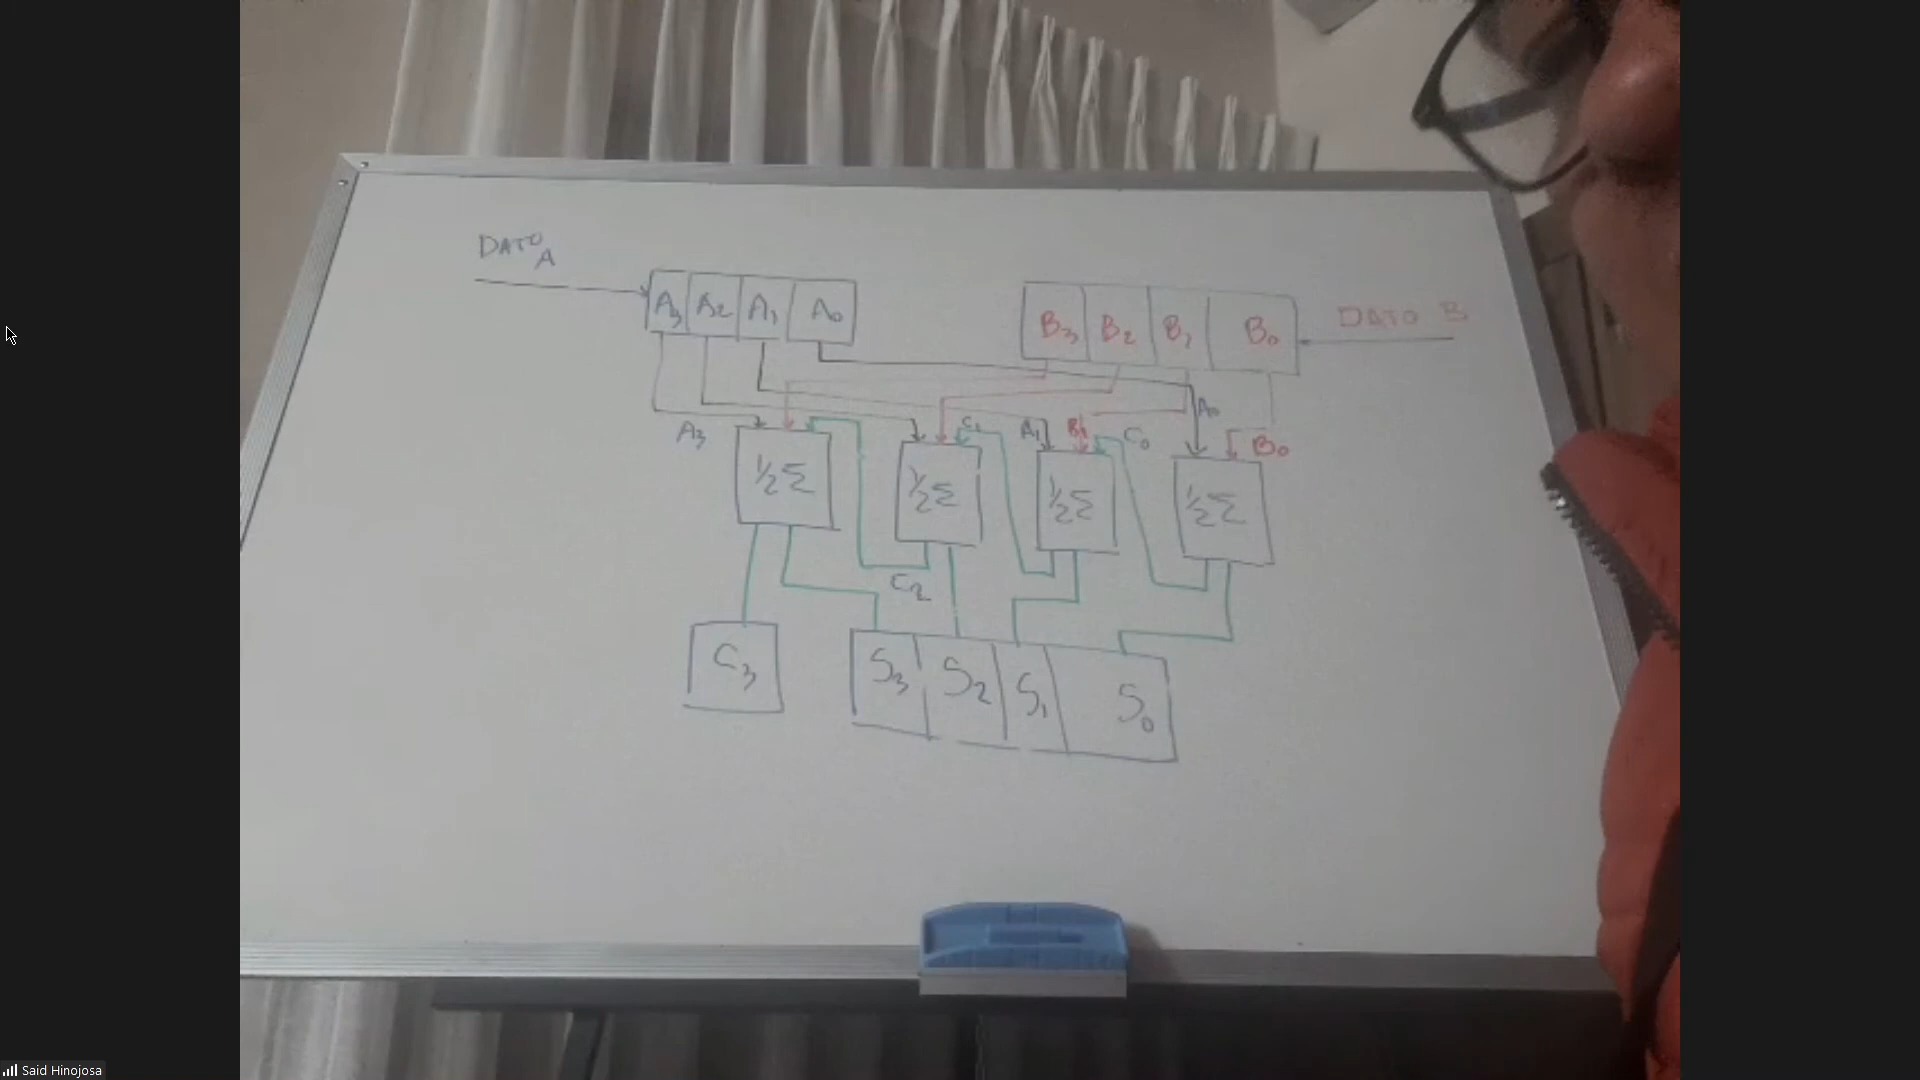 DATO A
A3 A2 A1 A0
B3 B2 B1 B0
DATO B
A3
C1
A1
B1
C0
A0
B0
½Σ ½Σ ½Σ ½Σ
C2
C3
S3 S2 S1 S0
Said Hinojosa